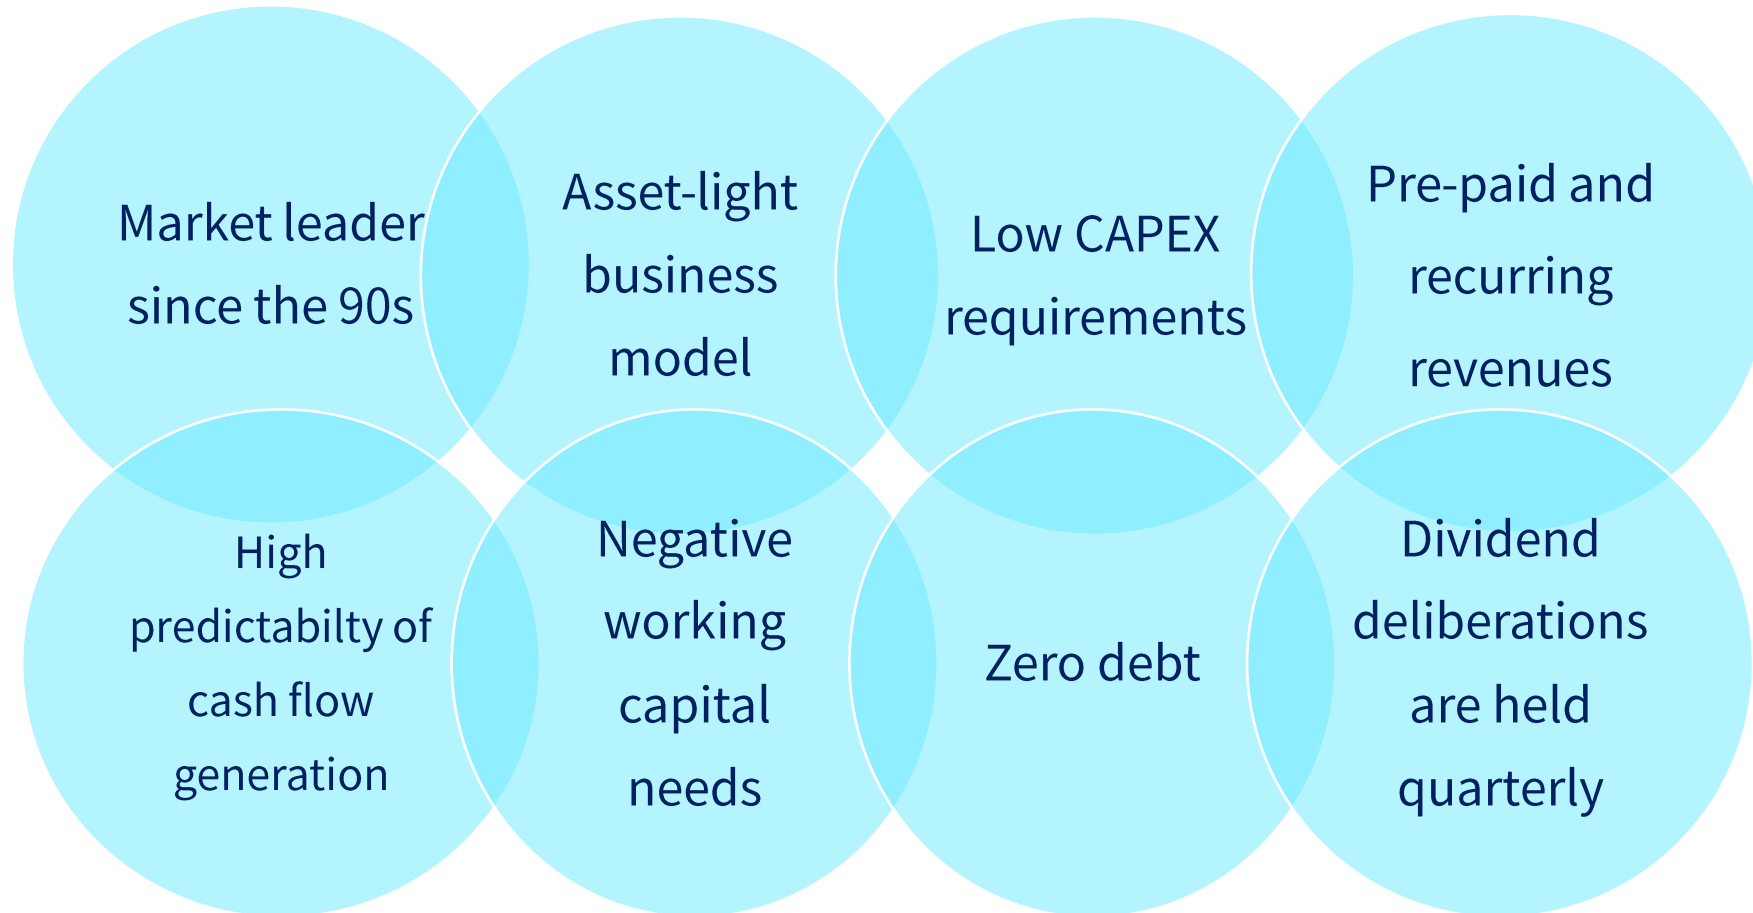 Market leader
since the 90s
Asset-light
business
model
Low CAPEX
requirements
Pre-paid and
recurring
revenues
High
predictabilty of
cash flow
generation
Negative
working
capital
needs
Zero debt
Dividend
deliberations
are held
quarterly